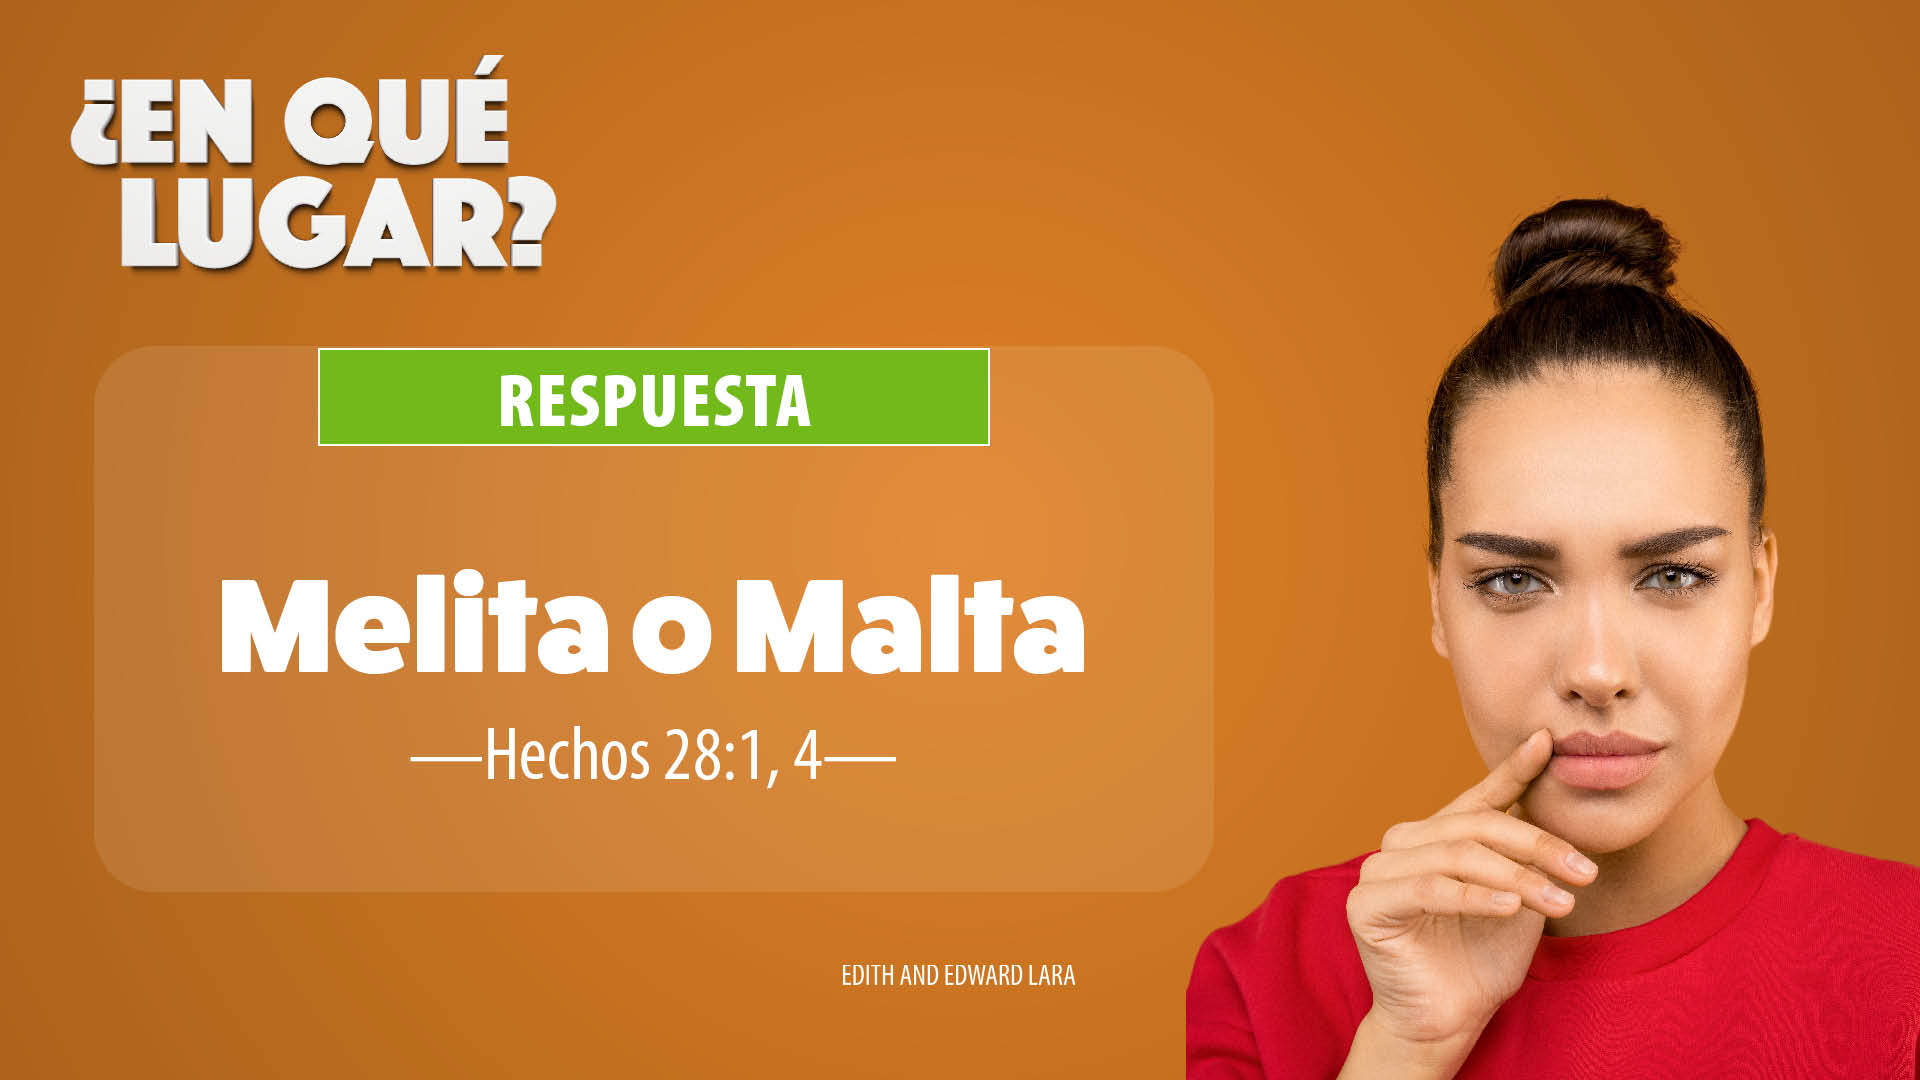 ¿EN QUÉ
LUGAR?
RESPUESTA
Melita o Malta
—Hechos 28:1, 4—
EDITH AND EDWARD LARA